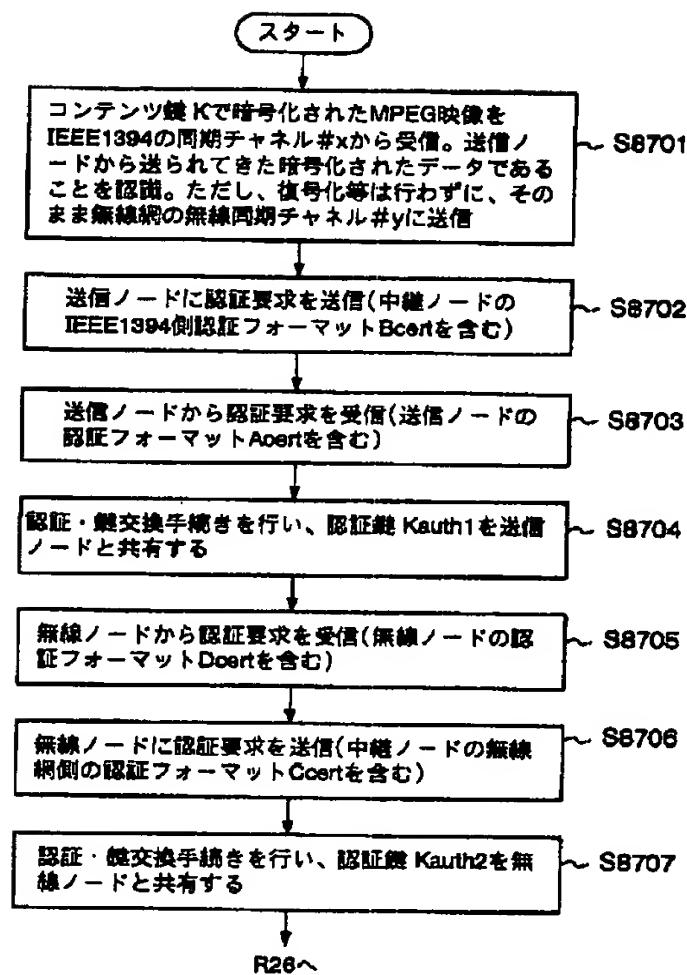 スタート
コンテンツ鍵 Kで暗号化されたMPEG映像を
IEEE1394の同期チャネル#xから受信。送信ノ
ードから送られてきた暗号化されたデータである
ことを認識。ただし、復号化等は行わずに、その
まま無線網の無線同期チャネル#yに送信
S8701
送信ノードに認証要求を送信(中継ノードの
IEEE1394側認証フォーマットBcertを含む)
S8702
送信ノードから認証要求を受信(送信ノードの
認証フォーマットAcertを含む)
S8703
認証・鍵交換手続きを行い、認証鍵 Kauth1を送信
ノードと共有する
S8704
無線ノードから認証要求を受信(無線ノードの認
証フォーマットDcertを含む)
S8705
無線ノードに認証要求を送信(中継ノードの無線
網側の認証フォーマットCcertを含む)
S8706
認証・鍵交換手続きを行い、認証鍵 Kauth2を無
線ノードと共有する
S8707
R26へ